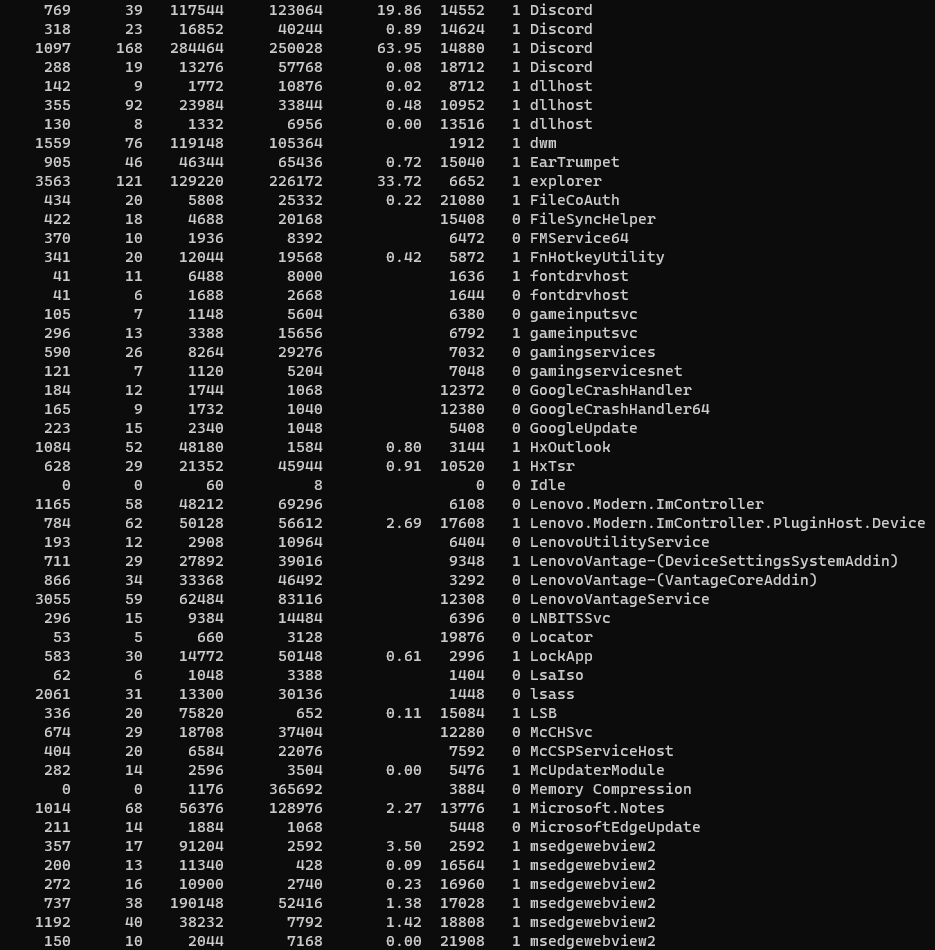 769 39 117544 123064 19.86 14552 1 Discord
318 23 16852 40244 0.89 14624 1 Discord
1097 168 284464 250028 63.95 14880 1 Discord
288 19 13276 57768 0.08 18712 1 Discord
142 9 1772 10876 0.02 8712 1 dllhost
355 92 23984 33844 0.48 10952 1 dllhost
130 8 1332 6956 0.00 13516 1 dllhost
1559 76 119148 105364 1912 1 dwm
905 46 46344 65436 0.72 15040 1 EarTrumpet
3563 121 129220 226172 33.72 6652 1 explorer
434 20 5808 25332 0.22 21080 1 FileCoAuth
422 18 4688 20168 15408 0 FileSyncHelper
370 10 1936 8392 6472 0 FMService64
341 20 12044 19568 0.42 5872 1 FnHotkeyUtility
41 11 6488 8000 1636 1 fontdrvhost
41 6 1688 2668 1644 0 fontdrvhost
105 7 1148 5604 6380 0 gameinputsvc
296 13 3388 15656 6792 1 gameinputsvc
590 26 8264 29276 7032 0 gamingservices
121 7 1120 5204 7048 0 gamingservicesnet
184 12 1744 1068 12372 0 GoogleCrashHandler
165 9 1732 1040 12380 0 GoogleCrashHandler64
223 15 2340 1048 5408 0 GoogleUpdate
1084 52 48180 1584 0.80 3144 1 HxOutlook
628 29 21352 45944 0.91 10520 1 HxTsr
0 0 60 8 0 0 Idle
1165 58 48212 69296 6108 0 Lenovo.Modern.ImController
784 62 50128 56612 2.69 17608 1 Lenovo.Modern.ImController.PluginHost.Device
193 12 2908 10964 6404 0 LenovoUtilityService
711 29 27892 39016 9348 1 LenovoVantage-(DeviceSettingsSystemAddin)
866 34 33368 46492 3292 0 LenovoVantage-(VantageCoreAddin)
3055 59 62484 83116 12308 0 LenovoVantageService
296 15 9384 14484 6396 0 LNBITSSvc
53 5 660 3128 19876 0 Locator
583 30 14772 50148 0.61 2996 1 LockApp
62 6 1048 3388 1404 0 LsaIso
2061 31 13300 30136 1448 0 lsass
336 20 75820 652 0.11 15084 1 LSB
674 29 18708 37404 12280 0 McCHSvc
404 20 6584 22076 7592 0 McCSPServiceHost
282 14 2596 3504 0.00 5476 1 McUpdaterModule
0 0 1176 365692 3884 0 Memory Compression
1014 68 56376 128976 2.27 13776 1 Microsoft.Notes
211 14 1884 1068 5448 0 MicrosoftEdgeUpdate
357 17 91204 2592 3.50 2592 1 msedgewebview2
200 13 11340 428 0.09 16564 1 msedgewebview2
272 16 10900 2740 0.23 16960 1 msedgewebview2
737 38 190148 52416 1.38 17028 1 msedgewebview2
1192 40 38232 7792 1.42 18808 1 msedgewebview2
150 10 2044 7168 0.00 21908 1 msedgewebview2